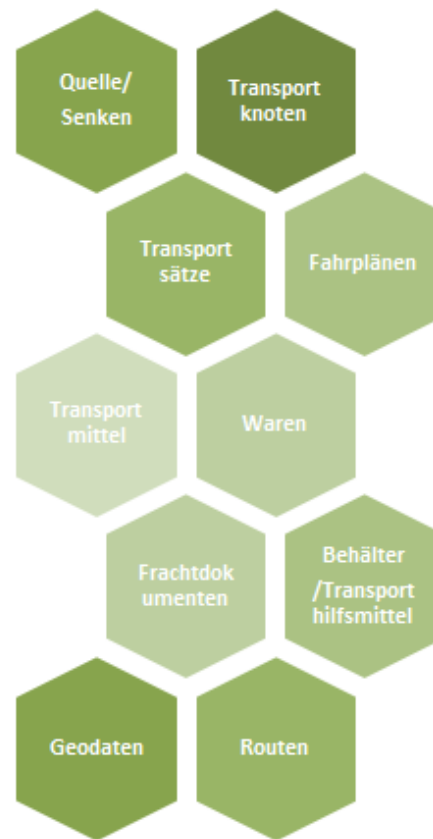 Quelle/
Senken
Transport
knoten
Transport
sätze
Fahrplänen
Transport
mittel
Waren
Frachtdok
umenten
Behälter
/Transport
hilfsmittel
Geodaten
Routen